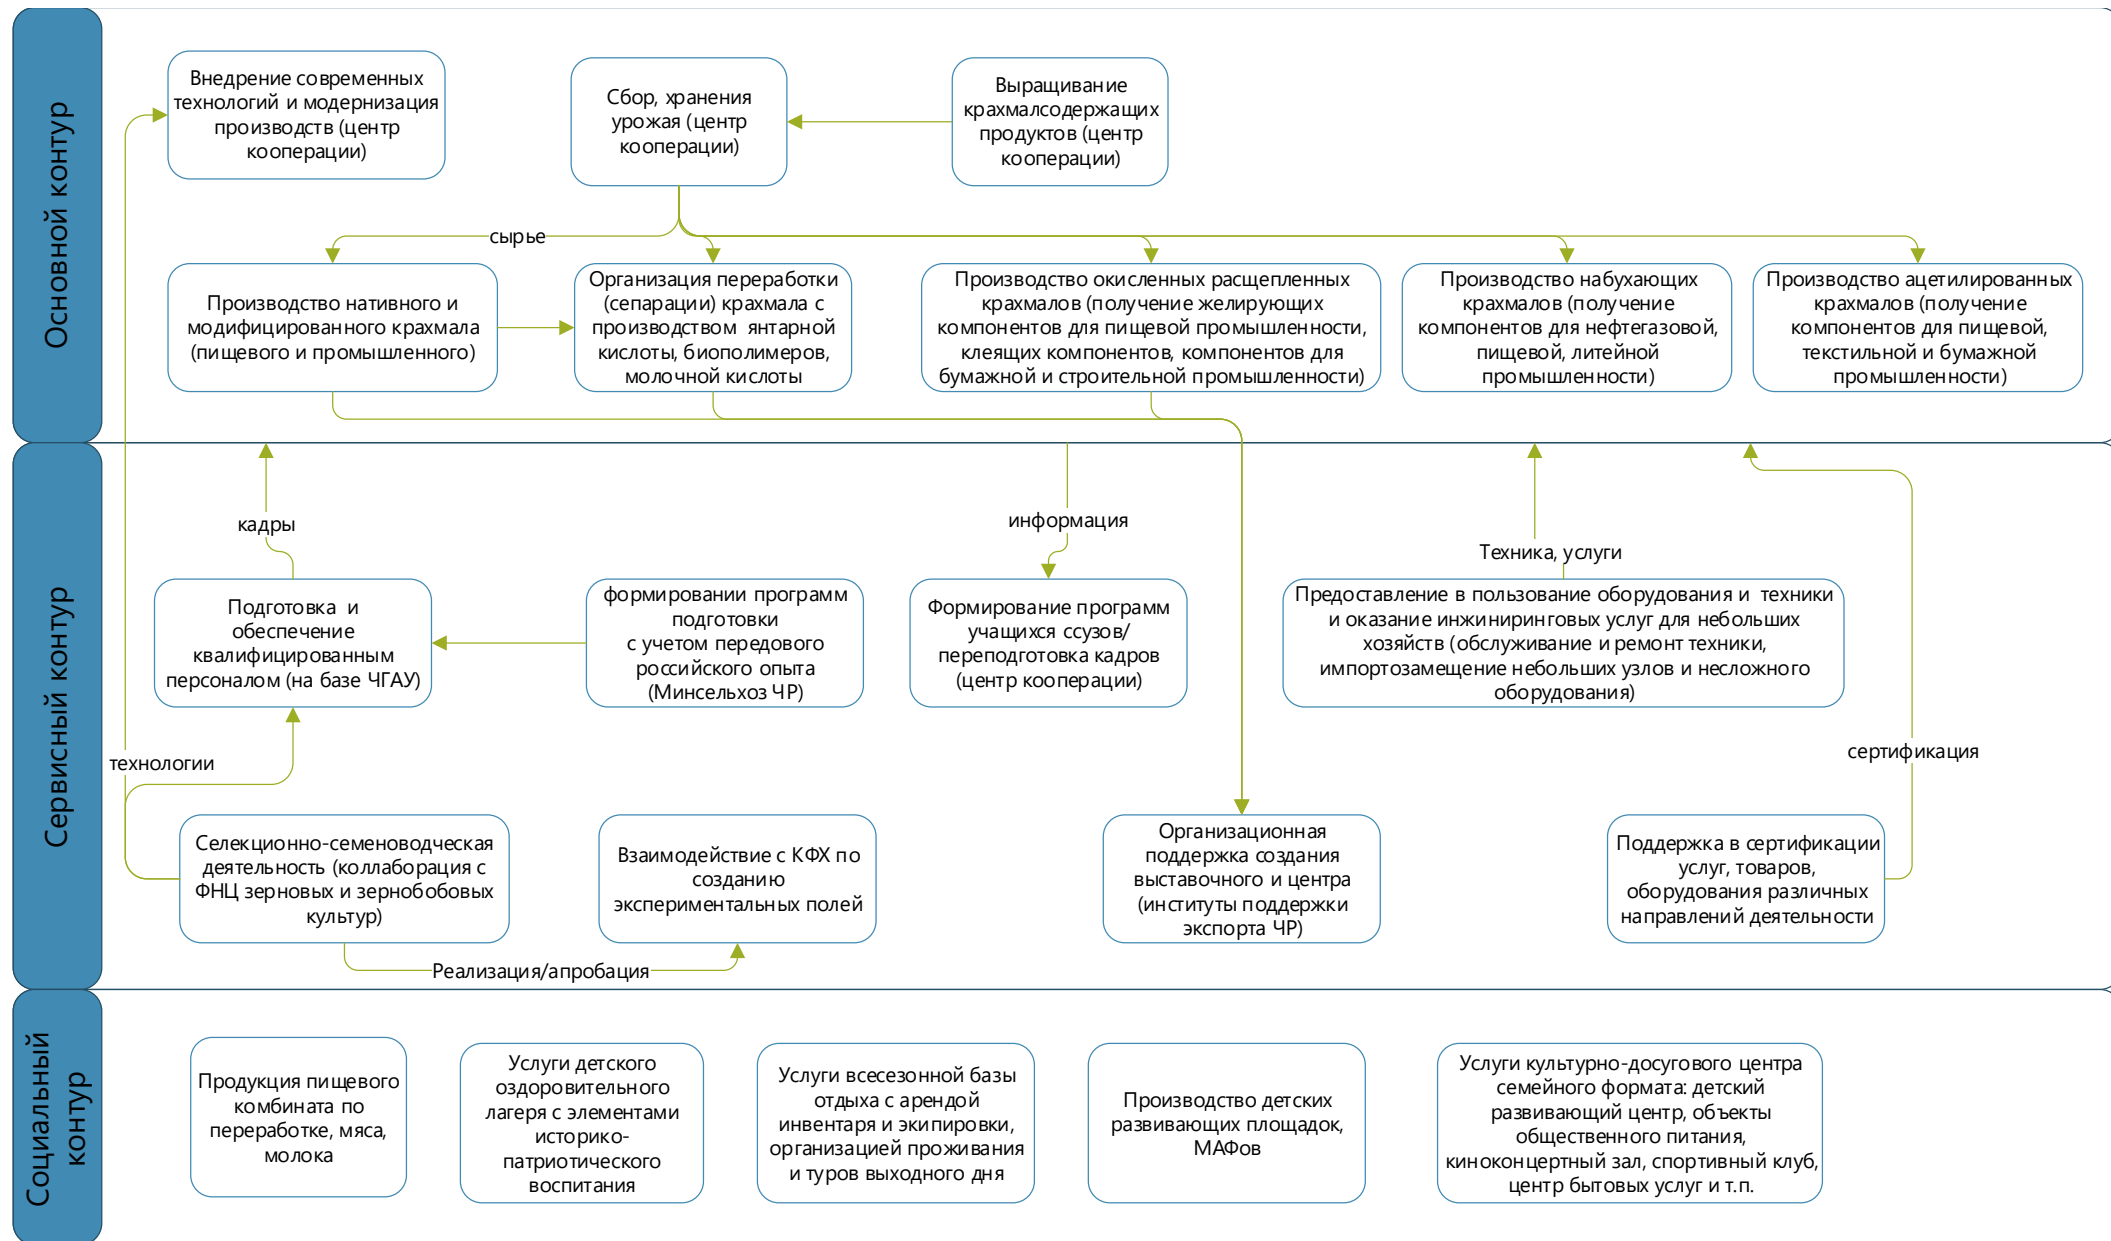 Основной контур
Внедрение современных
технологий и модернизация
производств (центр
кооперации)
Сбор, хранения
урожая (центр
кооперации)
Выращивание
крахмалсодержащих
продуктов (центр
кооперации)
сырье
Производство нативного и
модифицированного крахмала
(пищевого и промышленного)
Организация переработки
(сепарации) крахмала с
производством янтарной
кислоты, биополимеров,
молочной кислоты
Производство окисленных расщепленных
крахмалов (получение желирующих
компонентов для пищевой промышленности,
клеящих компонентов, компонентов для
бумажной и строительной промышленности)
Производство набухающих
крахмалов (получение
компонентов для нефтегазовой,
пищевой, литейной
промышленности)
Производство ацетилированных
крахмалов (получение
компонентов для пищевой,
текстильной и бумажной
промышленности)
Сервисный контур
кадры
информация
Техника, услуги
Подготовка и
обеспечение
квалифицированным
персоналом (на базе ЧГАУ)
формировании программ
подготовки
с учетом передового
российского опыта
(Минсельхоз ЧР)
Формирование программ
учащихся ссузов/
переподготовка кадров
(центр кооперации)
Предоставление в пользование оборудования и техники
и оказание инжиниринговых услуг для небольших
хозяйств (обслуживание и ремонт техники,
импортозамещение небольших узлов и несложного
оборудования)
технологии
сертификация
Селекционно-семеноводческая
деятельность (коллаборация с
ФНЦ зерновых и зернобобовых
культур)
Взаимодействие с КФХ по
созданию
экспериментальных полей
Организационная
поддержка создания
выставочного и центра
(институты поддержки
экспорта ЧР)
Поддержка в сертификации
услуг, товаров,
оборудования различных
направлений деятельности
Реализация/апробация
Социальный
контур
Продукция пищевого
комбината по
переработке, мяса,
молока
Услуги детского
оздоровительного
лагеря с элементами
историко-
патриотического
воспитания
Услуги всесезонной базы
отдыха с арендой
инвентаря и экипировки,
организацией проживания
и туров выходного дня
Производство детских
развивающих площадок,
МАФов
Услуги культурно-досугового центра
семейного формата: детский
развивающий центр, объекты
общественного питания,
киноконцертный зал, спортивный клуб,
центр бытовых услуг и т.п.